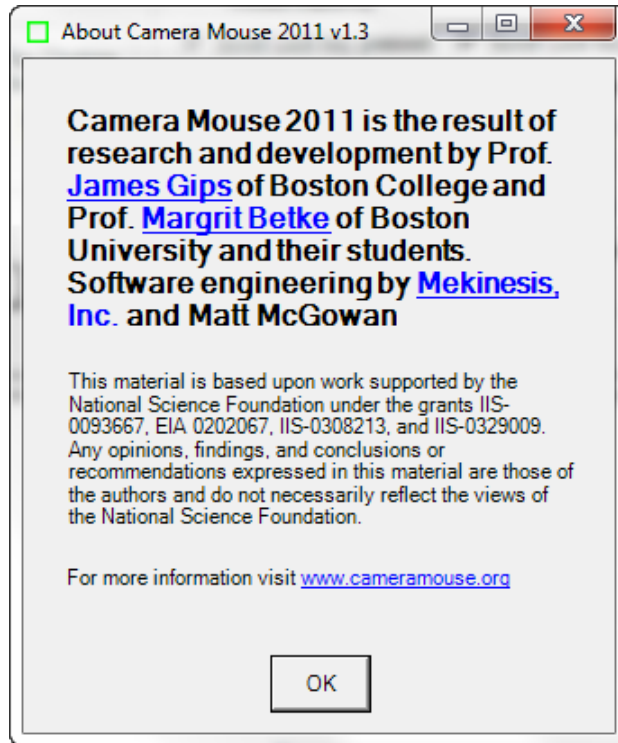 About Camera Mouse 2011 v1.3
Camera Mouse 2011 is the result of
research and development by Prof.
James Gips of Boston College and
Prof. Margrit Betke of Boston
University and their students.
Software engineering by Mekinesis,
Inc. and Matt McGowan
This material is based upon work supported by the
National Science Foundation under the grants IIS-
0093667, EIA 0202067, IIS-0308213, and IIS-0329009.
Any opinions, findings, and conclusions or
recommendations expressed in this material are those of
the authors and do not necessarily reflect the views of
the National Science Foundation.
For more information visit www.cameramouse.org
OK